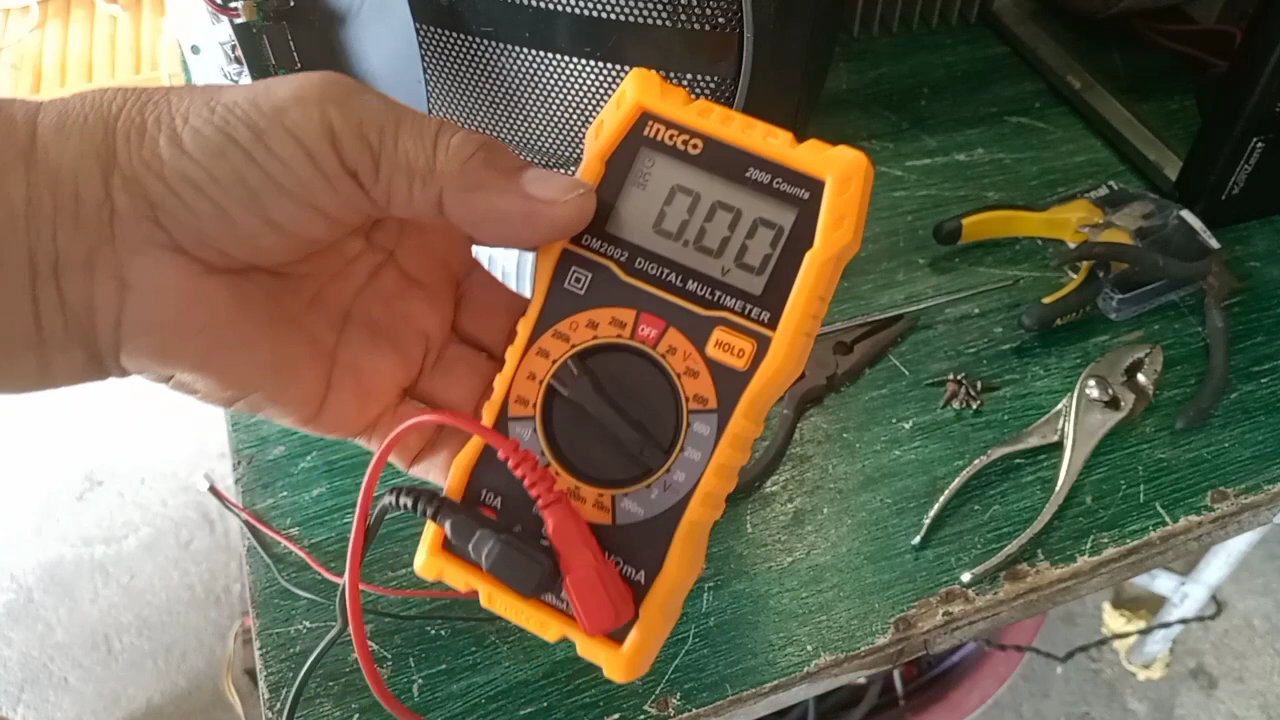 INGCO
2000 Counts
DC
0.00
V
DM2002 DIGITAL MULTIMETER
HOLD
OFF
20M
2M
Ω
200k
20k
2k
200
20
V~
200
600
600
200
20
2
200m
20m
10A
VΩmA